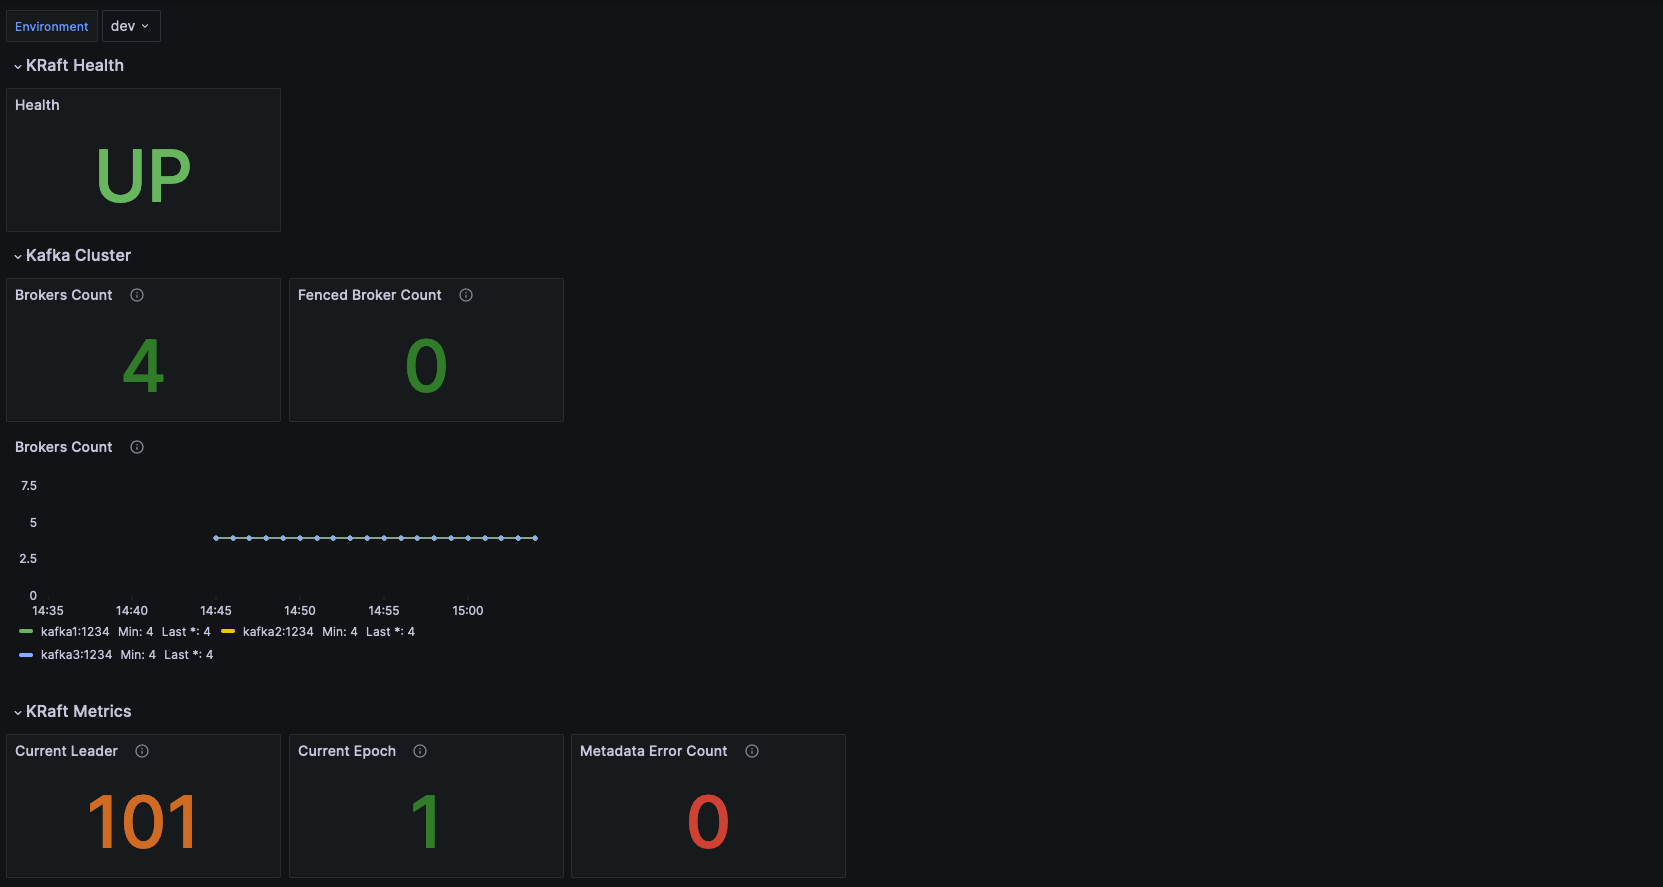 Environment dev
KRaft Health
Health
UP
Kafka Cluster
Brokers Count Fenced Broker Count
4 0
Brokers Count
7.5
5
2.5
0
14:35 14:40 14:45 14:50 14:55 15:00
kafka1:1234 Min: 4 Last *: 4 kafka2:1234 Min: 4 Last *: 4
kafka3:1234 Min: 4 Last *: 4
KRaft Metrics
Current Leader Current Epoch Metadata Error Count
101 1 0